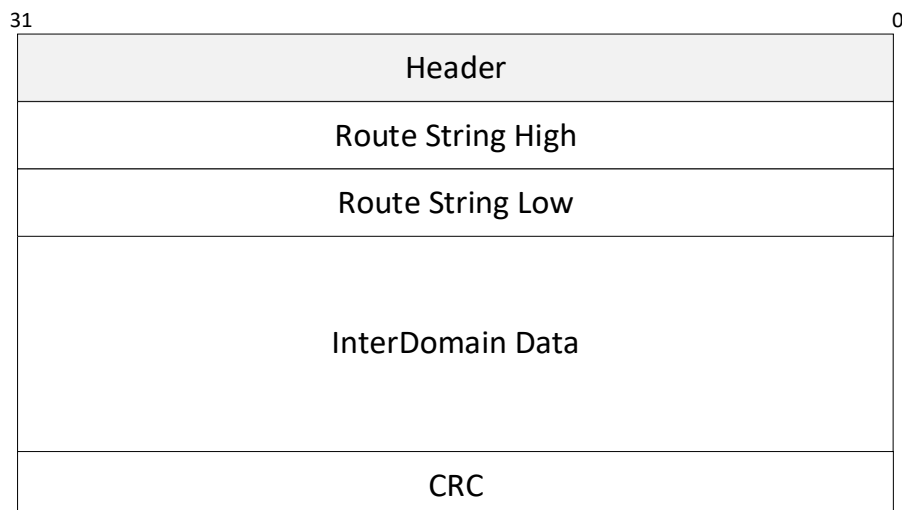 31 0
Header
Route String High
Route String Low
InterDomain Data
CRC